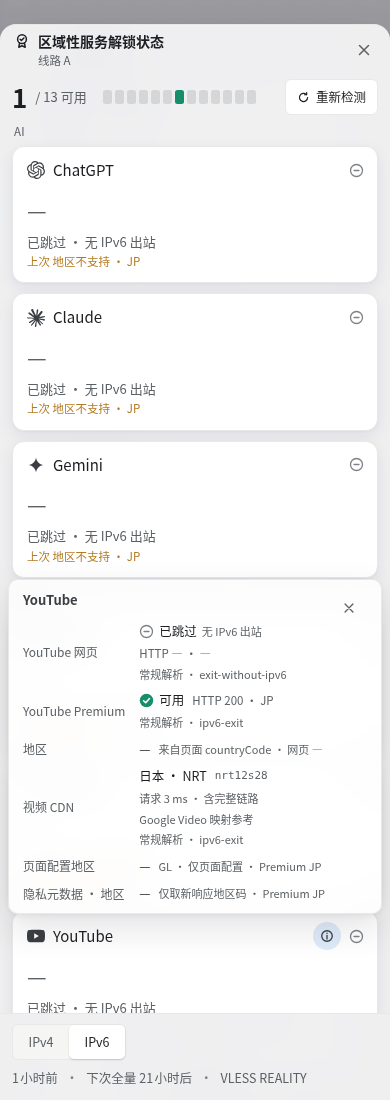 区域性服务解锁状态
线路 A
1 / 13 可用
重新检测
AI
ChatGPT
—
已跳过 · 无 IPv6 出站
上次 地区不支持 · JP
Claude
—
已跳过 · 无 IPv6 出站
上次 地区不支持 · JP
Gemini
—
已跳过 · 无 IPv6 出站
上次 地区不支持 · JP
YouTube
YouTube 网页
已跳过 无 IPv6 出站
HTTP — · —
常规解析 · exit-without-ipv6
YouTube Premium
可用 HTTP 200 · JP
常规解析 · ipv6-exit
地区
— 来自页面 countryCode · 网页 —
视频 CDN
日本 · NRT nrt12s28
请求 3 ms · 含完整链路
Google Video 映射参考
常规解析 · ipv6-exit
页面配置地区
— GL · 仅页面配置 · Premium JP
隐私元数据 · 地区
— 仅取新响应地区码 · Premium JP
YouTube
—
已跳过 · 无 IPv6 出站
IPv4
IPv6
1小时前 · 下次全量 21小时后 · VLESS REALITY